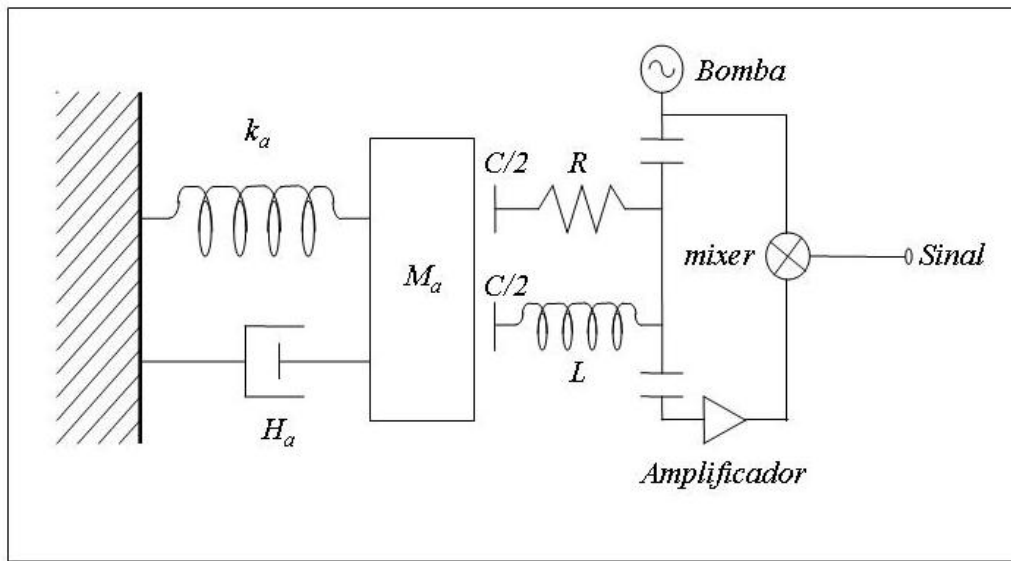 Bomba
k_a
C/2
R
M_a
mixer
Sinal
C/2
L
H_a
Amplificador